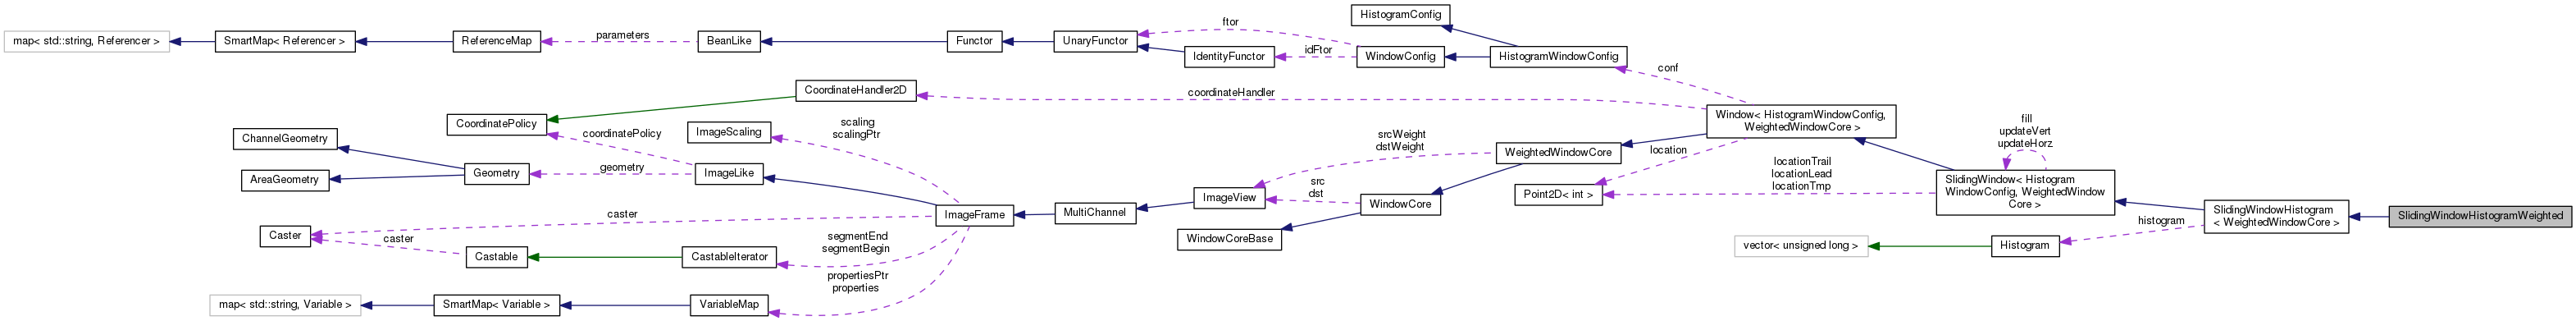 HistogramConfig
ftor
map< std::string, Referencer >
SmartMap< Referencer >
ReferenceMap
parameters
BeanLike
Functor
UnaryFunctor
IdentityFunctor
idFtor
WindowConfig
HistogramWindowConfig
conf
CoordinateHandler2D
coordinateHandler
CoordinatePolicy
coordinatePolicy
ImageScaling
scaling
scalingPtr
ChannelGeometry
AreaGeometry
Geometry
geometry
ImageLike
Window< HistogramWindowConfig,
WeightedWindowCore >
srcWeight
dstWeight
WeightedWindowCore
location
fill
updateVert
updateHorz
src
dst
ImageView
WindowCore
Point2D< int >
locationTrail
locationLead
locationTmp
SlidingWindow< Histogram
WindowConfig, WeightedWindow
Core >
MultiChannel
ImageFrame
WindowCoreBase
SlidingWindowHistogram
< WeightedWindowCore >
SlidingWindowHistogramWeighted
histogram
Histogram
vector< unsigned long >
caster
Caster
caster
Castable
CastableIterator
segmentEnd
segmentBegin
propertiesPtr
properties
map< std::string, Variable >
SmartMap< Variable >
VariableMap